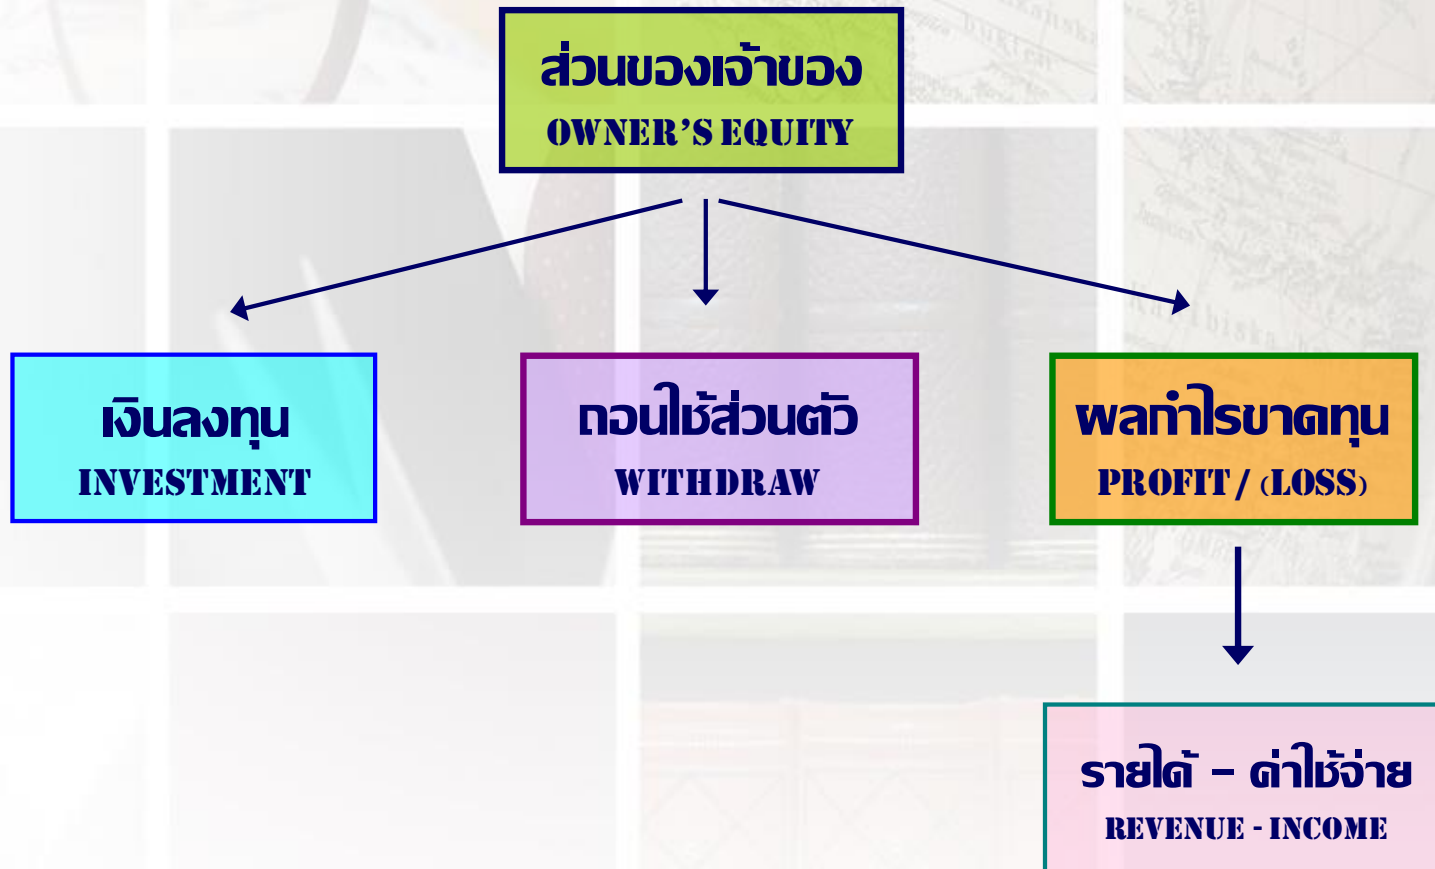 ส่วนของเจ้าของ
OWNER’S EQUITY
เงินลงทุน
INVESTMENT
ถอนใช้ส่วนตัว
WITHDRAW
ผลกำไรขาดทุน
PROFIT / (LOSS)
รายได้ – ค่าใช้จ่าย
REVENUE - INCOME